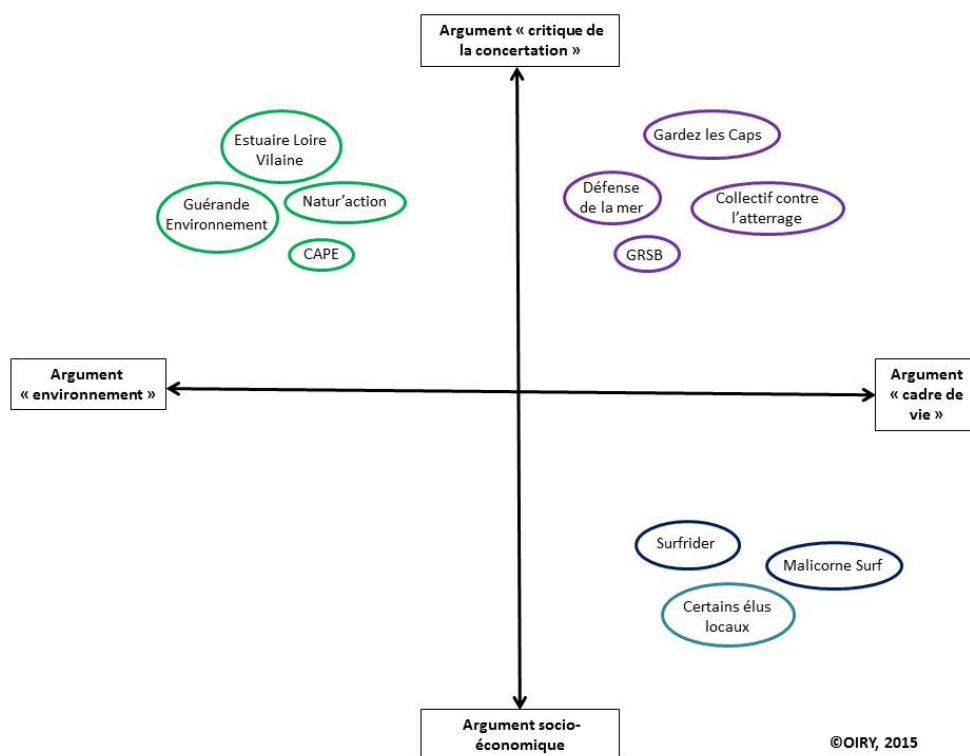 Argument « critique de
la concertation »
Estuaire Loire
Vilaine
Guérande
Environnement
Natur'action
CAPE
Gardez les Caps
Défense
de la mer
Collectif contre
l'atterrage
GRSB
Argument
« environnement »
Argument
« cadre de
vie »
Surfrider
Malicorne Surf
Certains élus
locaux
Argument socio-
économique
©OIRY, 2015